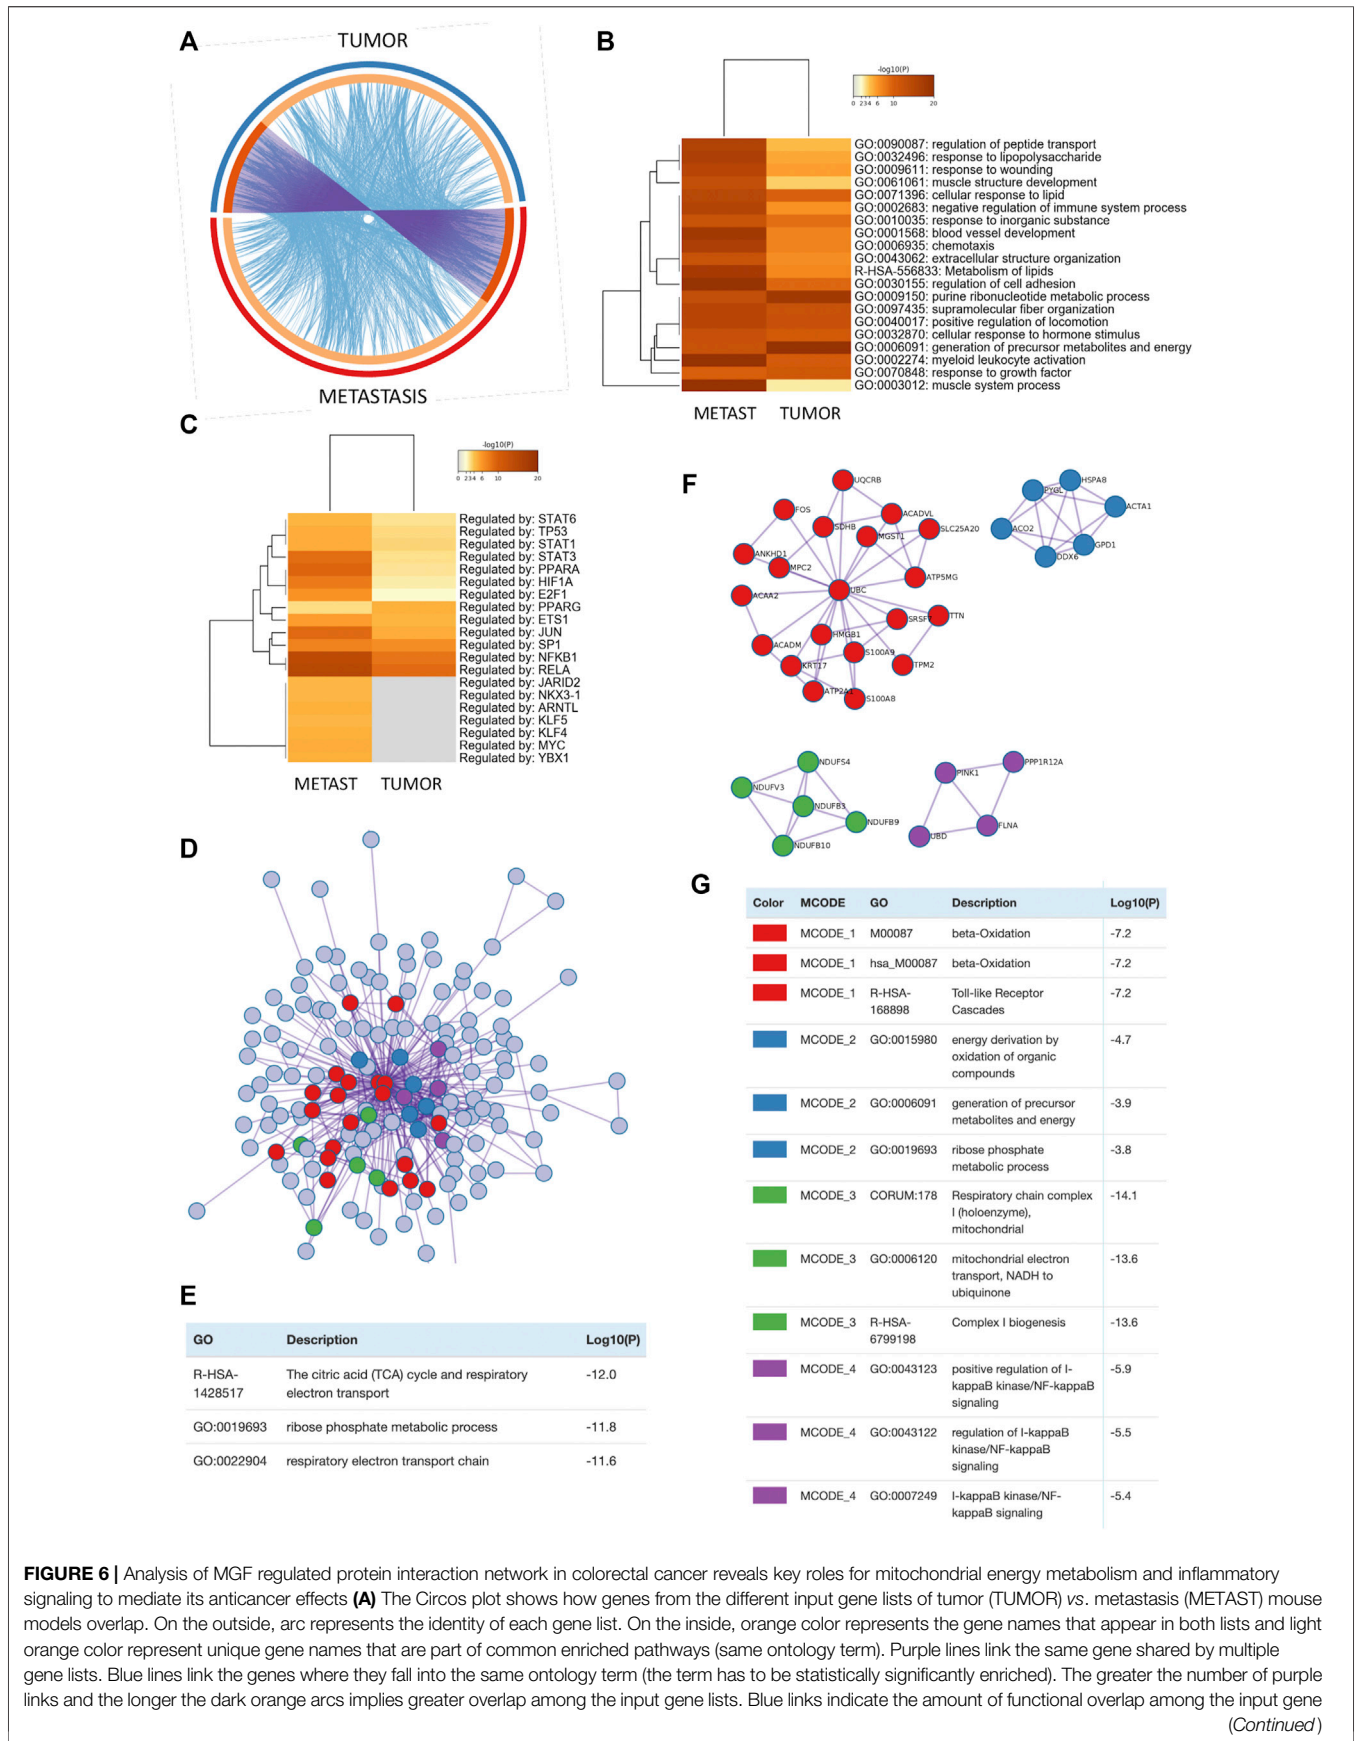 A
TUMOR
METASTASIS
B
-log10(P)
0 2 3 4 6 10 20
GO:0090087: regulation of peptide transport
GO:0032496: response to lipopolysaccharide
GO:0009611: response to wounding
GO:0061061: muscle structure development
GO:0071396: cellular response to lipid
GO:0002683: negative regulation of immune system process
GO:0010035: response to inorganic substance
GO:0001568: blood vessel development
GO:0006935: chemotaxis
GO:0043062: extracellular structure organization
R-HSA-556833: Metabolism of lipids
GO:0030155: regulation of cell adhesion
GO:0009150: purine ribonucleotide metabolic process
GO:0097435: supramolecular fiber organization
GO:0040017: positive regulation of locomotion
GO:0032870: cellular response to hormone stimulus
GO:0006091: generation of precursor metabolites and energy
GO:0002274: myeloid leukocyte activation
GO:0070848: response to growth factor
GO:0003012: muscle system process
METAST TUMOR
C
-log10(P)
0 2 3 4 6 10 20
Regulated by: STAT6
Regulated by: TP53
Regulated by: STAT1
Regulated by: STAT3
Regulated by: PPARA
Regulated by: HIF1A
Regulated by: E2F1
Regulated by: PPARG
Regulated by: ETS1
Regulated by: JUN
Regulated by: SP1
Regulated by: NFKB1
Regulated by: RELA
Regulated by: JARID2
Regulated by: NKX3-1
Regulated by: ARNTL
Regulated by: KLF5
Regulated by: KLF4
Regulated by: MYC
Regulated by: YBX1
METAST TUMOR
D
E
GO Description Log10(P)
R-HSA- The citric acid (TCA) cycle and respiratory -12.0
1428517 electron transport
GO:0019693 ribose phosphate metabolic process -11.8
GO:0022904 respiratory electron transport chain -11.6
F
UQCRB
FOS
ACADVL
SDHB
SLC25A20
MGST1
ANKHD1
MPC2
ATP5MG
UBC
ACAA2
TTN
SRSF7
HMGB1
ACADM
S100A9
KRT17
TPM2
ATP2A1
S100A8
HSPA8
PYGL
ACTA1
ACO2
GPD1
DDX6
NDUFS4
NDUFV3
NDUFB3
NDUFB9
NDUFB10
PPP1R12A
PINK1
FLNA
UBD
G
Color MCODE GO Description Log10(P)
MCODE_1 M00087 beta-Oxidation -7.2
MCODE_1 hsa_M00087 beta-Oxidation -7.2
MCODE_1 R-HSA- Toll-like Receptor -7.2
168898 Cascades
MCODE_2 GO:0015980 energy derivation by -4.7
oxidation of organic
compounds
MCODE_2 GO:0006091 generation of precursor -3.9
metabolites and energy
MCODE_2 GO:0019693 ribose phosphate -3.8
metabolic process
MCODE_3 CORUM:178 Respiratory chain complex -14.1
I (holoenzyme),
mitochondrial
MCODE_3 GO:0006120 mitochondrial electron -13.6
transport, NADH to
ubiquinone
MCODE_3 R-HSA- Complex I biogenesis -13.6
6799198
MCODE_4 GO:0043123 positive regulation of I- -5.9
kappaB kinase/NF-kappaB
signaling
MCODE_4 GO:0043122 regulation of I-kappaB -5.5
kinase/NF-kappaB
signaling
MCODE_4 GO:0007249 I-kappaB kinase/NF- -5.4
kappaB signaling
FIGURE 6 | Analysis of MGF regulated protein interaction network in colorectal cancer reveals key roles for mitochondrial energy metabolism and inflammatory
signaling to mediate its anticancer effects (A) The Circos plot shows how genes from the different input gene lists of tumor (TUMOR) vs. metastasis (METAST) mouse
models overlap. On the outside, arc represents the identity of each gene list. On the inside, orange color represents the gene names that appear in both lists and light
orange color represent unique gene names that are part of common enriched pathways (same ontology term). Purple lines link the same gene shared by multiple
gene lists. Blue lines link the genes where they fall into the same ontology term (the term has to be statistically significantly enriched). The greater the number of purple
links and the longer the dark orange arcs implies greater overlap among the input gene lists. Blue links indicate the amount of functional overlap among the input gene
(Continued)